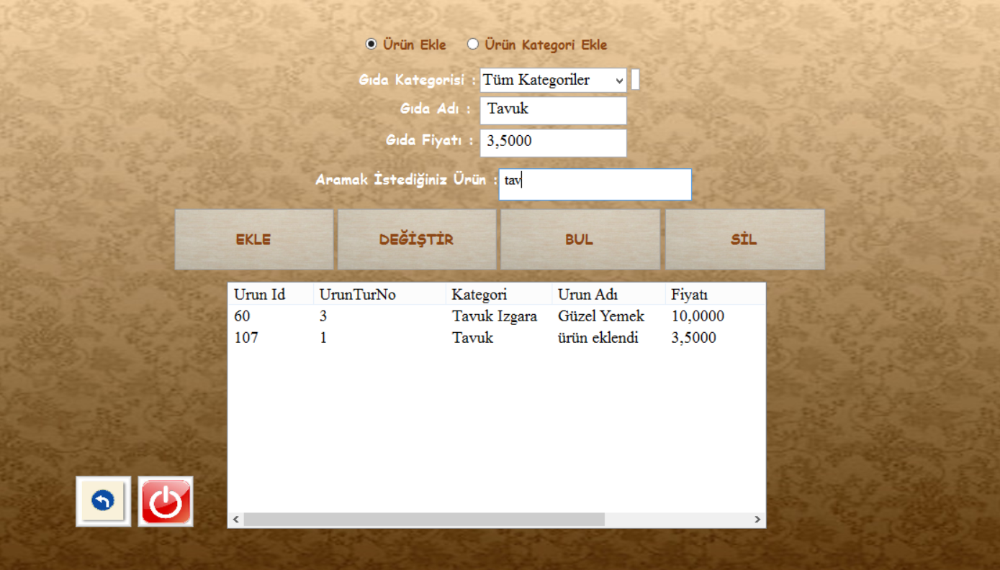 Ürün Ekle Ürün Kategori Ekle
Gıda Kategorisi : Tüm Kategoriler
Gıda Adı : Tavuk
Gıda Fiyatı : 3,5000
Aramak İstediğiniz Ürün : tav
EKLE DEĞİŞTİR BUL SİL
Urun Id UrunTurNo Kategori Urun Adı Fiyatı
60 3 Tavuk Izgara Güzel Yemek 10,0000
107 1 Tavuk ürün eklendi 3,5000